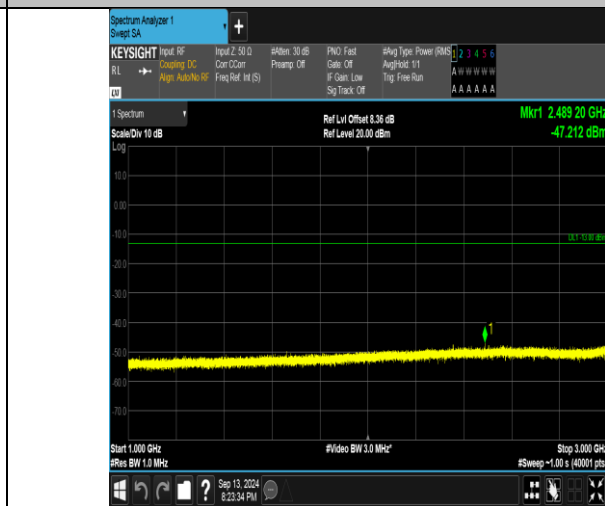 Spectrum Analyzer 1
Swept SA
+
KEYSIGHT Input: RF Input Z: 50 Ω #Atten: 30 dB PNO: Fast #Avg Type: Power (RMS 1 2 3 4 5 6
RL Coupling: DC Corr CCorr Preamp: Off Gate: Off Avg|Hold: 1/1 A W W W W W
Align: Auto/No RF Freq Ref: Int (S) IF Gain: Low Trig: Free Run
Sig Track: Off A A A A A A
LXI
1 Spectrum Ref Lvl Offset 8.36 dB Mkr1 2.489 20 GHz
Scale/Div 10 dB Ref Level 20.00 dBm -47.212 dBm
Log
10.0
0.00
-10.0 DL1 -13.00 dBm
-20.0
-30.0
-40.0
1
-50.0
-60.0
-70.0
Start 1.000 GHz #Video BW 3.0 MHz* Stop 3.000 GHz
#Res BW 1.0 MHz #Sweep ~1.00 s (40001 pts
? Sep 13, 2024
8:23:34 PM